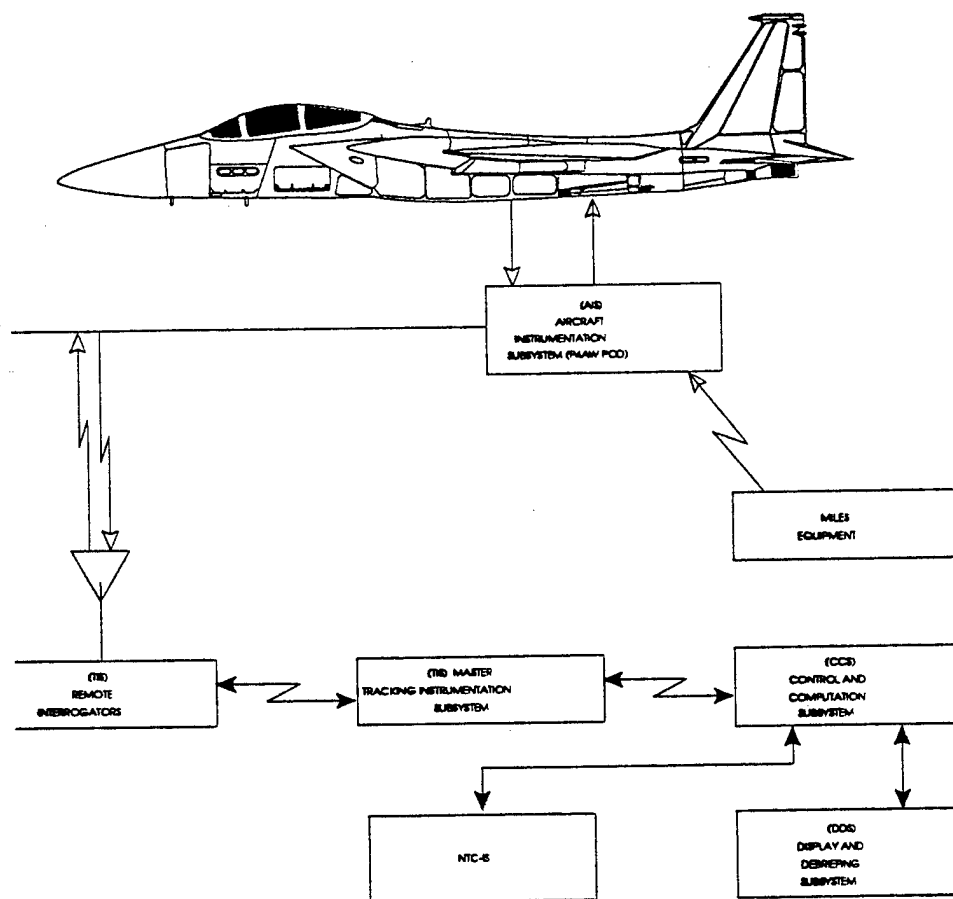 (AIS)
AIRCRAFT
INSTRUMENTATION
SUBSYSTEM (P4AW POD)
MILES
EQUIPMENT
(TIS)
REMOTE
INTERROGATORS
(TIS) MASTER
TRACKING INSTRUMENTATION
SUBSYSTEM
(CCS)
CONTROL AND
COMPUTATION
SUBSYSTEM
NTC-IS
(DDS)
DISPLAY AND
DEBRIEFING
SUBSYSTEM